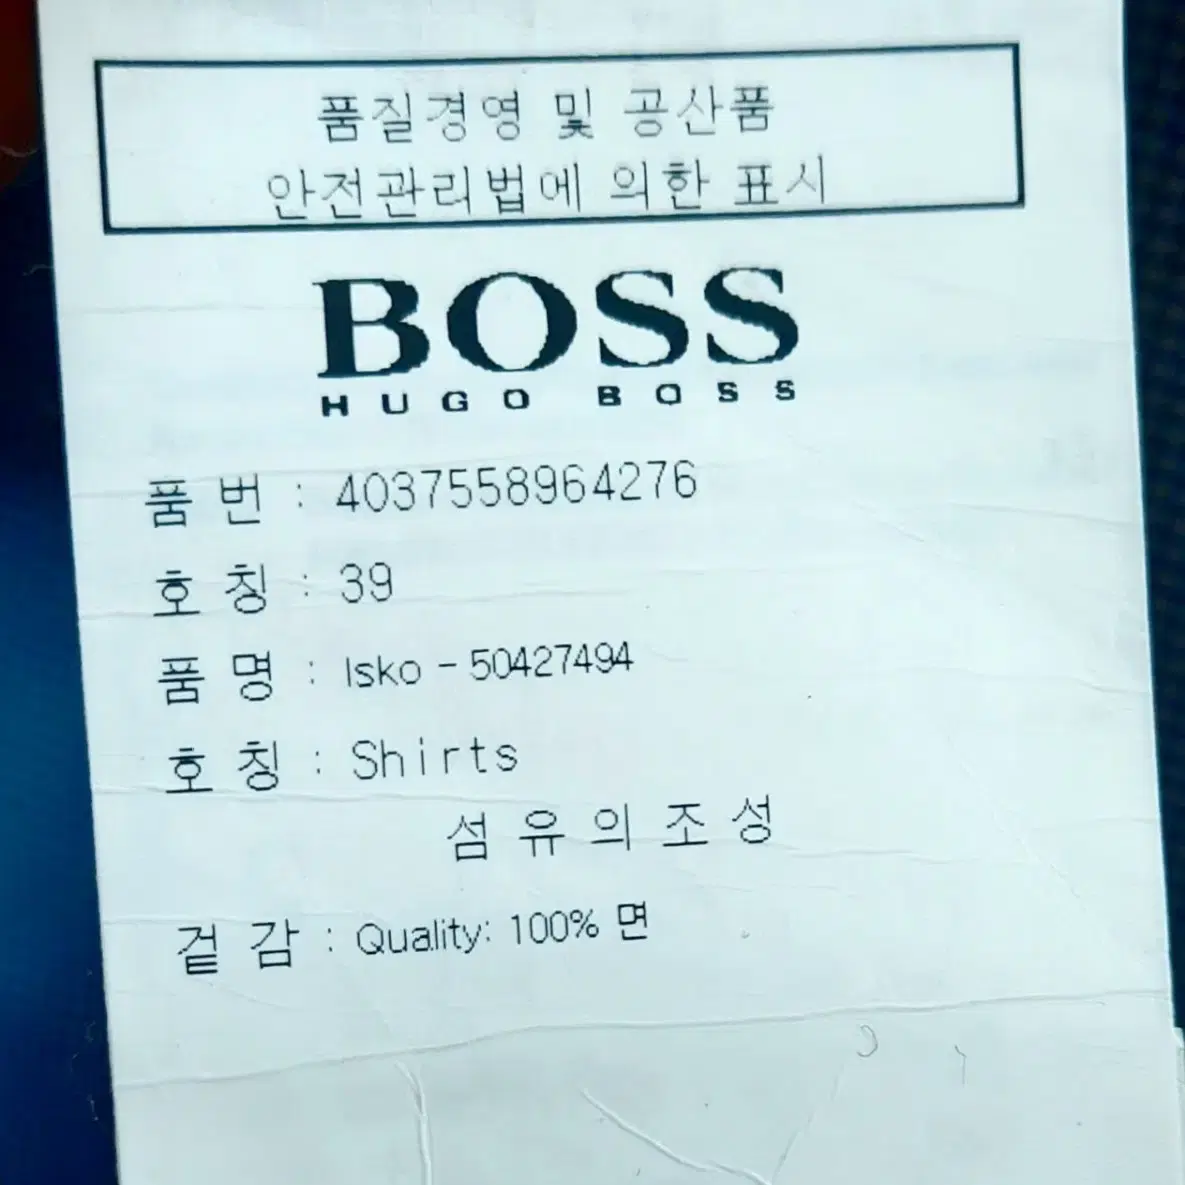 품질경영 및 공산품
안전관리법에 의한 표시
BOSS
HUGO BOSS
품 번 : 4037558964276
호 칭 : 39
품 명 : Isko - 50427494
호 칭 : Shirts
섬 유 의 조 성
겉 감 : Quality: 100% 면